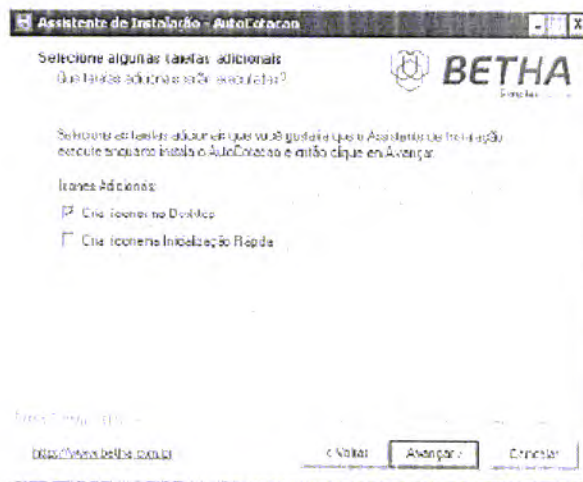 Assistente de Instalação - AutoCotacao
Selecione algumas tarefas adicionais
Que tarefas adicionais serão executadas?
BETHA
Selecione as tarefas adicionais que você gostaria que o Assistente de Instalação
execute enquanto instala o AutoCotacao e então clique em Avançar.
Ícones Adicionais:
Criar ícones no Desktop
Criar ícone na Inicialização Rápida
http://www.betha.com.br
< Voltar
Avançar >
Cancelar